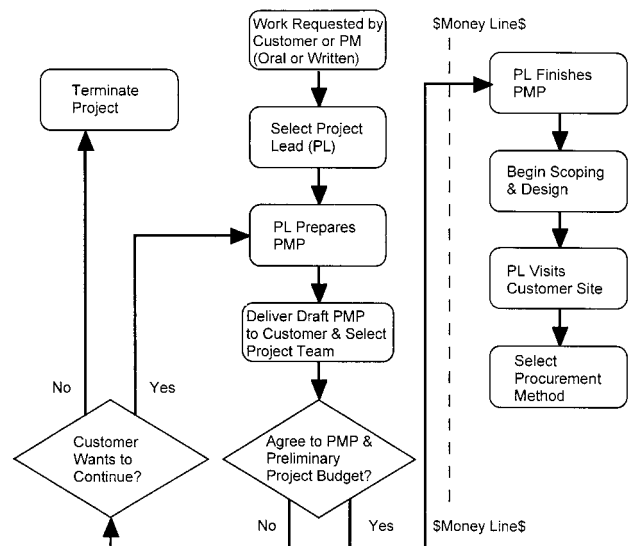 Work Requested by
Customer or PM
(Oral or Written)
$Money Line$
Terminate
Project
PL Finishes
PMP
Select Project
Lead (PL)
Begin Scoping
& Design
PL Prepares
PMP
PL Visits
Customer Site
Deliver Draft PMP
to Customer & Select
Project Team
Select
Procurement
Method
No
Yes
Customer
Wants to
Continue?
Agree to PMP &
Preliminary
Project Budget?
No
Yes
$Money Line$